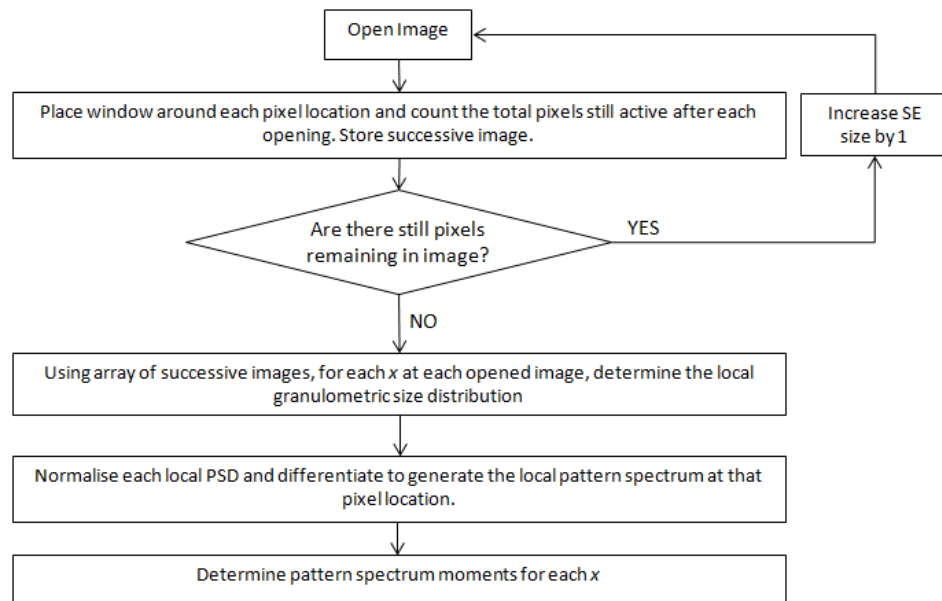 Open Image
Place window around each pixel location and count the total pixels still active after each
opening. Store successive image.
Increase SE
size by 1
Are there still pixels
remaining in image?
YES
NO
Using array of successive images, for each x at each opened image, determine the local
granulometric size distribution
Normalise each local PSD and differentiate to generate the local pattern spectrum at that
pixel location.
Determine pattern spectrum moments for each x